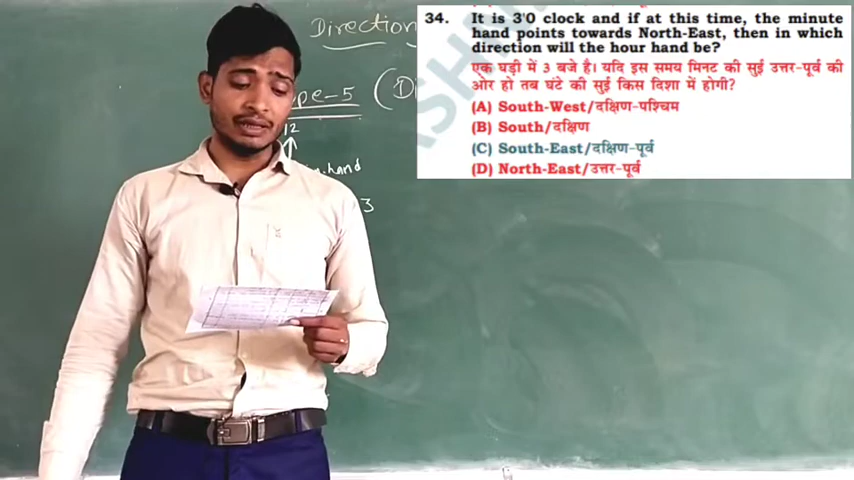 Direction
pe-5 (Di
12
hand
3
34. It is 3'0 clock and if at this time, the minute
hand points towards North-East, then in which
direction will the hour hand be?
एक घड़ी में 3 बजे है। यदि इस समय मिनट की सुई उत्तर-पूर्व की
ओर हो तब घंटे की सुई किस दिशा में होगी?
(A) South-West/दक्षिण-पश्चिम
(B) South/दक्षिण
(C) South-East/दक्षिण-पूर्व
(D) North-East/उत्तर-पूर्व